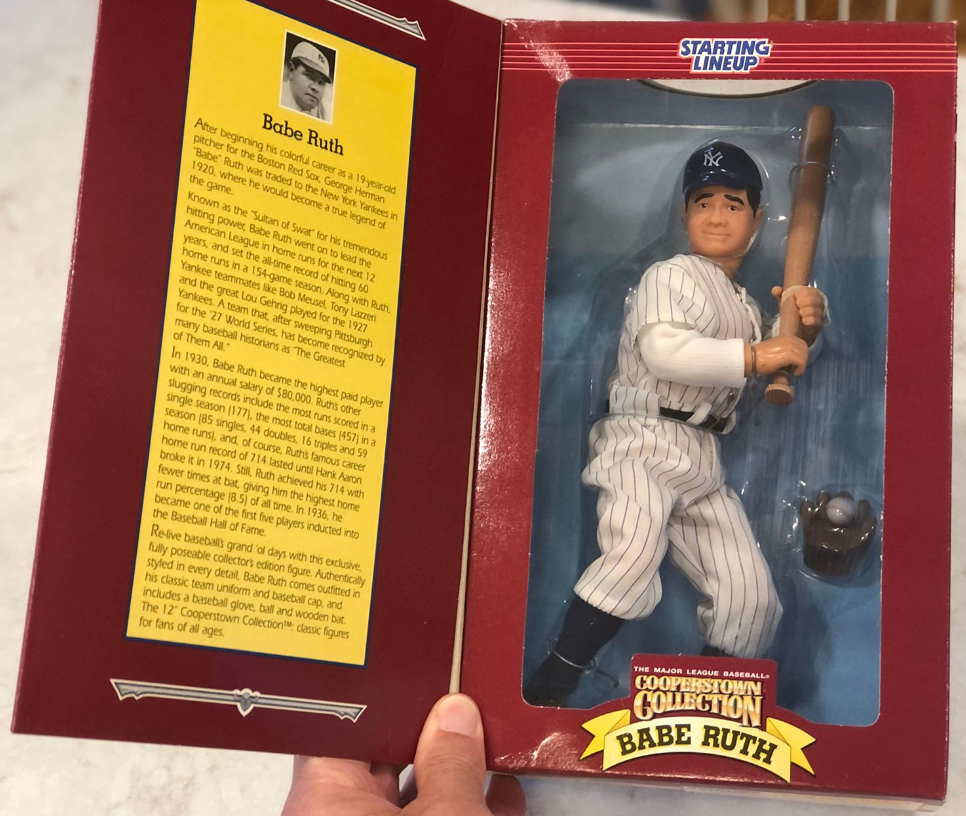 Babe Ruth
After beginning his colorful career as a 19-year-old
pitcher for the Boston Red Sox, George Herman
"Babe" Ruth was traded to the New York Yankees in
1920, where he would become a true legend of
the game.
Known as the "Sultan of Swat" for his tremendous
hitting power, Babe Ruth went on to lead the
American League in home runs for the next 12
years, and set the all-time record of hitting 60
home runs in a 154-game season. Along with Ruth,
Yankee teammates like Bob Meusel, Tony Lazzeri
and the great Lou Gehrig played for the 1927
Yankees. A team that, after sweeping Pittsburgh
for the '27 World Series, has become recognized by
many baseball historians as "The Greatest
of Them All."
In 1930, Babe Ruth became the highest paid player
with an annual salary of $80,000. Ruth's other
slugging records include the most runs scored in a
single season (177), the most total bases (457) in a
season (85 singles, 44 doubles, 16 triples and 59
home runs), and, of course, Ruth's famous career
home run record of 714 lasted until Hank Aaron
broke it in 1974. Still, Ruth achieved his 714 with
fewer times at bat, giving him the highest home
run percentage (8.5) of all time. In 1936, he
became one of the first five players inducted into
the Baseball Hall of Fame.
Re-live baseball's grand 'ol days with this exclusive,
fully poseable collector's edition figure. Authentically
styled in every detail, Babe Ruth comes outfitted in
his classic team uniform and baseball cap, and
includes a baseball glove, ball and wooden bat.
The 12" Cooperstown Collection™: classic figures
for fans of all ages.
STARTING
LINEUP
NY
THE MAJOR LEAGUE BASEBALL®
COOPERSTOWN
COLLECTION
BABE RUTH